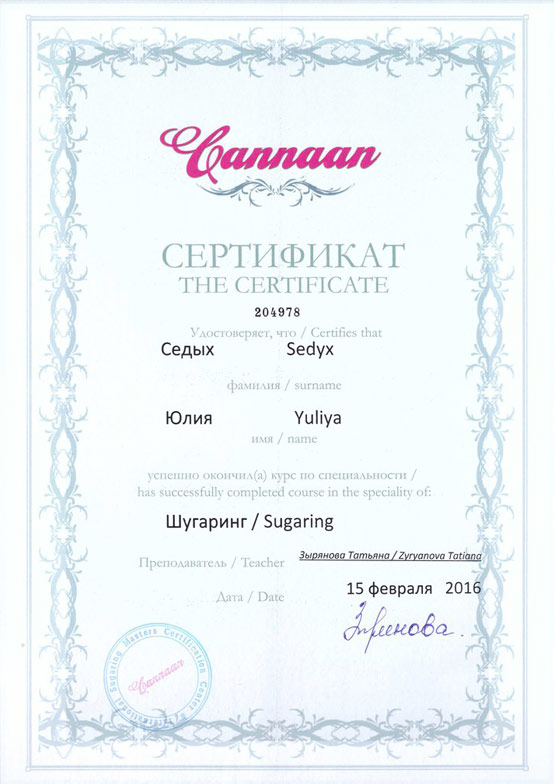 Cannaan
СЕРТИФИКАТ
THE CERTIFICATE
204978
Удостоверяет, что / Certifies that
Седых Sedyx
фамилия / surname
Юлия Yuliya
имя / name
успешно окончил(а) курс по специальности /
has successfully completed course in the speciality of:
Шугаринг / Sugaring
Преподаватель / Teacher Зырянова Татьяна / Zyryanova Tatiana
Дата / Date 15 февраля 2016
Зырянова
International Sugaring Masters Certification Center
Cannaan